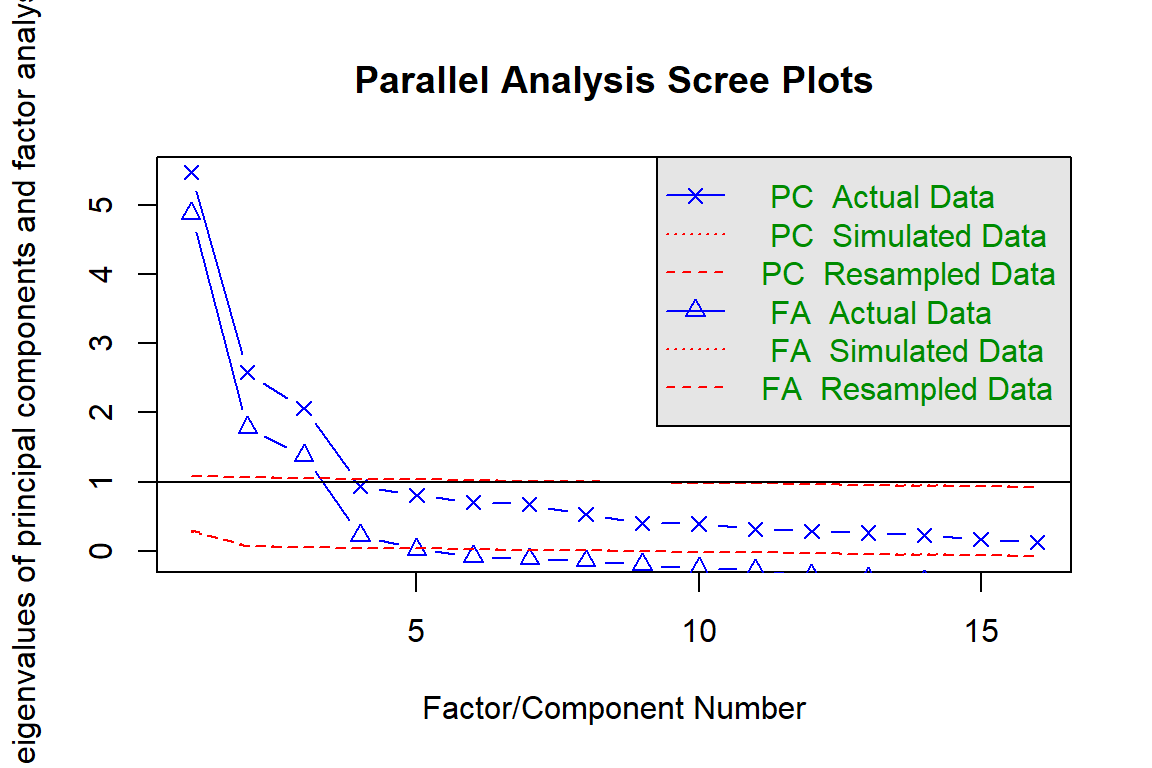 Parallel Analysis Scree Plots
eigenvalues of principal components and factor analys
5
4
3
2
1
0
PC Actual Data
PC Simulated Data
PC Resampled Data
FA Actual Data
FA Simulated Data
FA Resampled Data
5 10 15
Factor/Component Number